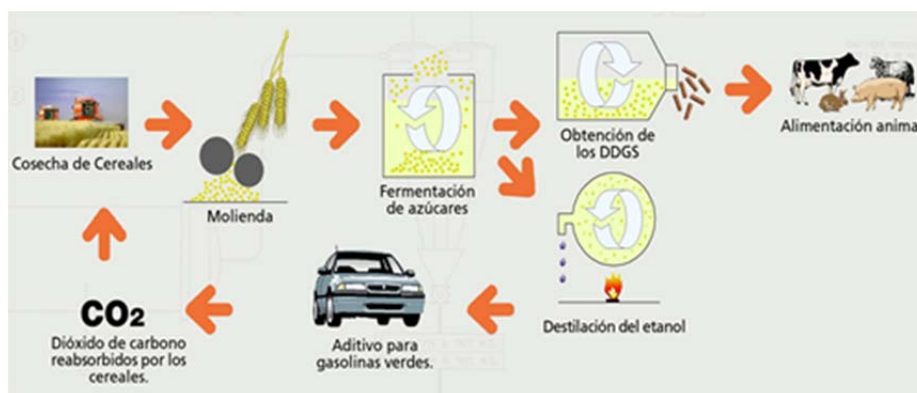 Cosecha de Cereales
Molienda
Fermentación
de azúcares
Obtención de
los DDGS
Alimentación anima
Destilación del etanol
Aditivo para
gasolinas verdes.
CO2
Dióxido de carbono
reabsorbidos por los
cereales.